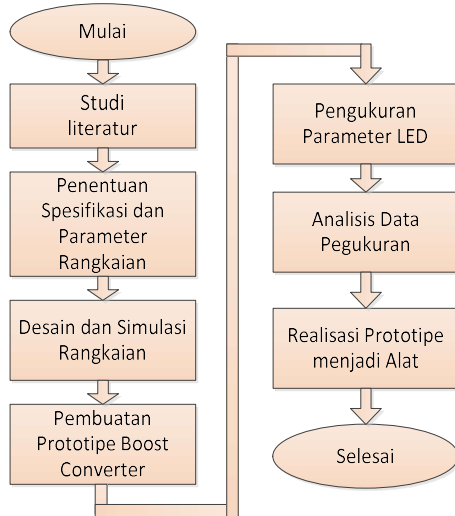 Mulai
Studi
literatur
Penentuan
Spesifikasi dan
Parameter
Rangkaian
Desain dan Simulasi
Rangkaian
Pembuatan
Prototipe Boost
Converter
Pengukuran
Parameter LED
Analisis Data
Pegukuran
Realisasi Prototipe
menjadi Alat
Selesai